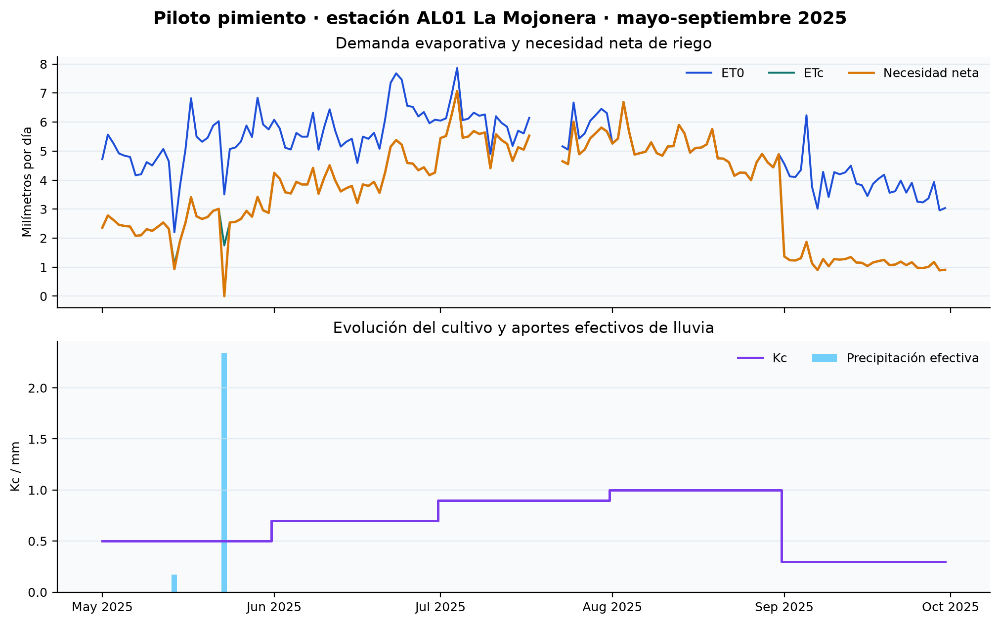 Piloto pimiento · estación AL01 La Mojonera · mayo-septiembre 2025
Demanda evaporativa y necesidad neta de riego
Milímetros por día
8
7
6
5
4
3
2
1
0
ET0
ETc
Necesidad neta
Evolución del cultivo y aportes efectivos de lluvia
Kc / mm
2.0
1.5
1.0
0.5
0.0
Kc
Precipitación efectiva
May 2025
Jun 2025
Jul 2025
Aug 2025
Sep 2025
Oct 2025